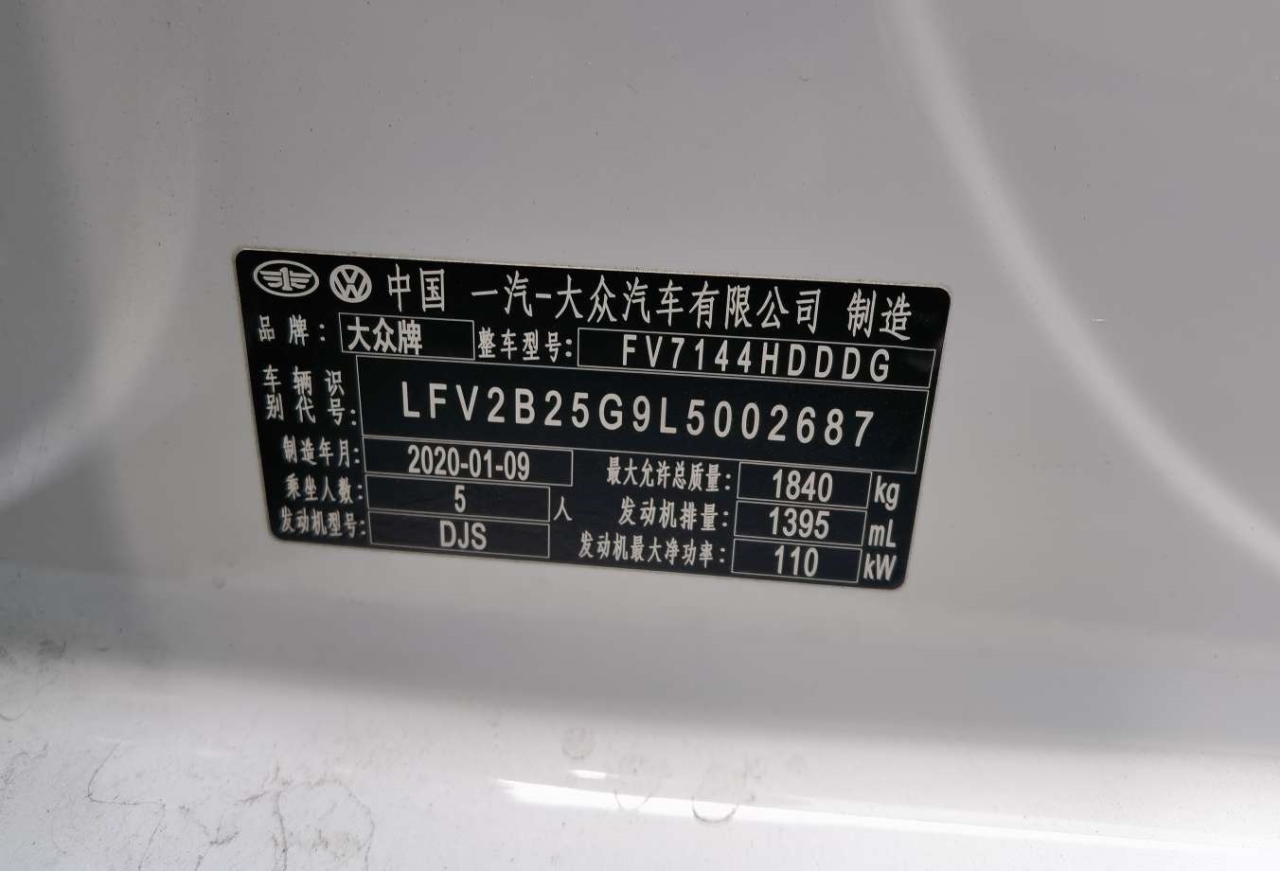 中国 一汽-大众汽车有限公司 制造
品牌: 大众牌 整车型号: FV7144HDDDG
车辆识别代号: LFV2B25G9L5002687
制造年月: 2020-01-09 最大允许总质量: 1840 kg
乘坐人数: 5 人 发动机排量: 1395 mL
发动机型号: DJS 发动机最大净功率: 110 kW